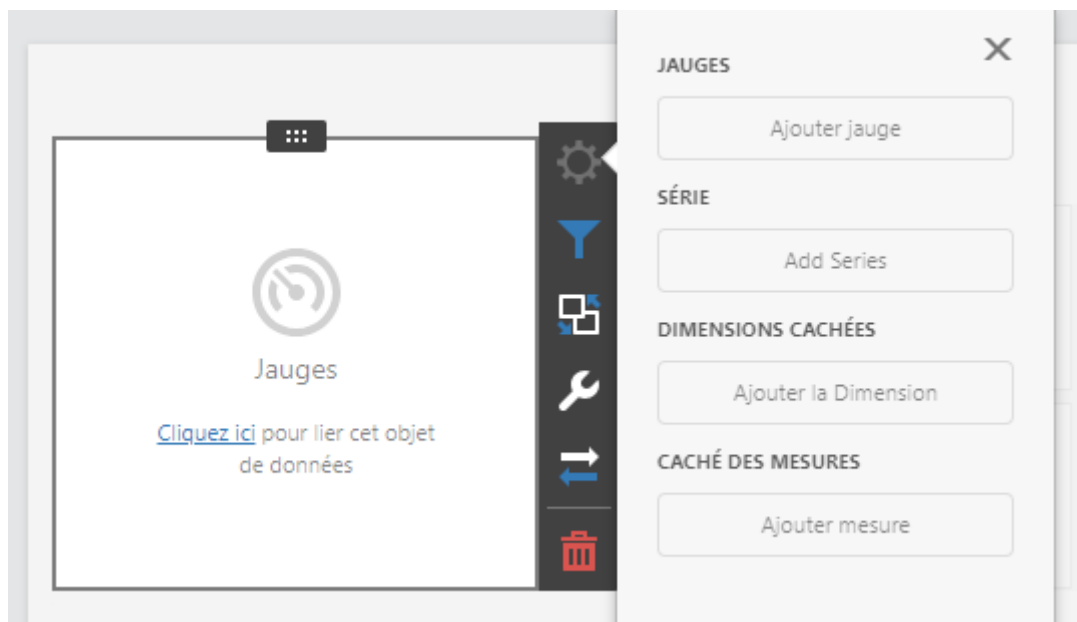 Jauges
Cliquez ici pour lier cet objet
de données
JAUGES
Ajouter jauge
SÉRIE
Add Series
DIMENSIONS CACHÉES
Ajouter la Dimension
CACHÉ DES MESURES
Ajouter mesure